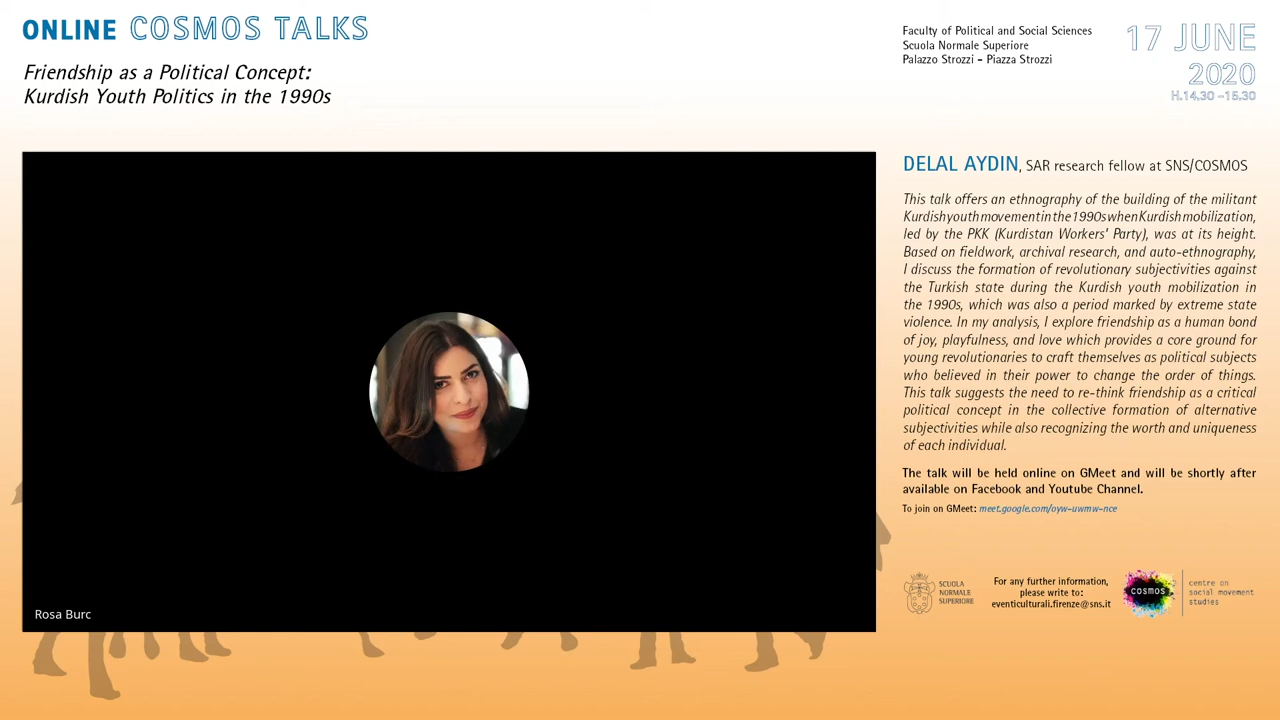 ONLINE COSMOS TALKS
Friendship as a Political Concept:
Kurdish Youth Politics in the 1990s
Faculty of Political and Social Sciences
Scuola Normale Superiore
Palazzo Strozzi - Piazza Strozzi
17 JUNE
2020
H.14.30 -15.30
Rosa Burc
DELAL AYDIN, SAR research fellow at SNS/COSMOS
This talk offers an ethnography of the building of the militant
Kurdish youth movement in the 1990s when Kurdish mobilization,
led by the PKK (Kurdistan Workers' Party), was at its height.
Based on fieldwork, archival research, and auto-ethnography,
I discuss the formation of revolutionary subjectivities against
the Turkish state during the Kurdish youth mobilization in
the 1990s, which was also a period marked by extreme state
violence. In my analysis, I explore friendship as a human bond
of joy, playfulness, and love which provides a core ground for
young revolutionaries to craft themselves as political subjects
who believed in their power to change the order of things.
This talk suggests the need to re-think friendship as a critical
political concept in the collective formation of alternative
subjectivities while also recognizing the worth and uniqueness
of each individual.
The talk will be held online on GMeet and will be shortly after
available on Facebook and Youtube Channel.
To join on GMeet: meet.google.com/oyw-uwmw-nce
SCUOLA
NORMALE
SUPERIORE
For any further information,
please write to:
eventiculturali.firenze@sns.it
cosmos
centre on
social movement
studies